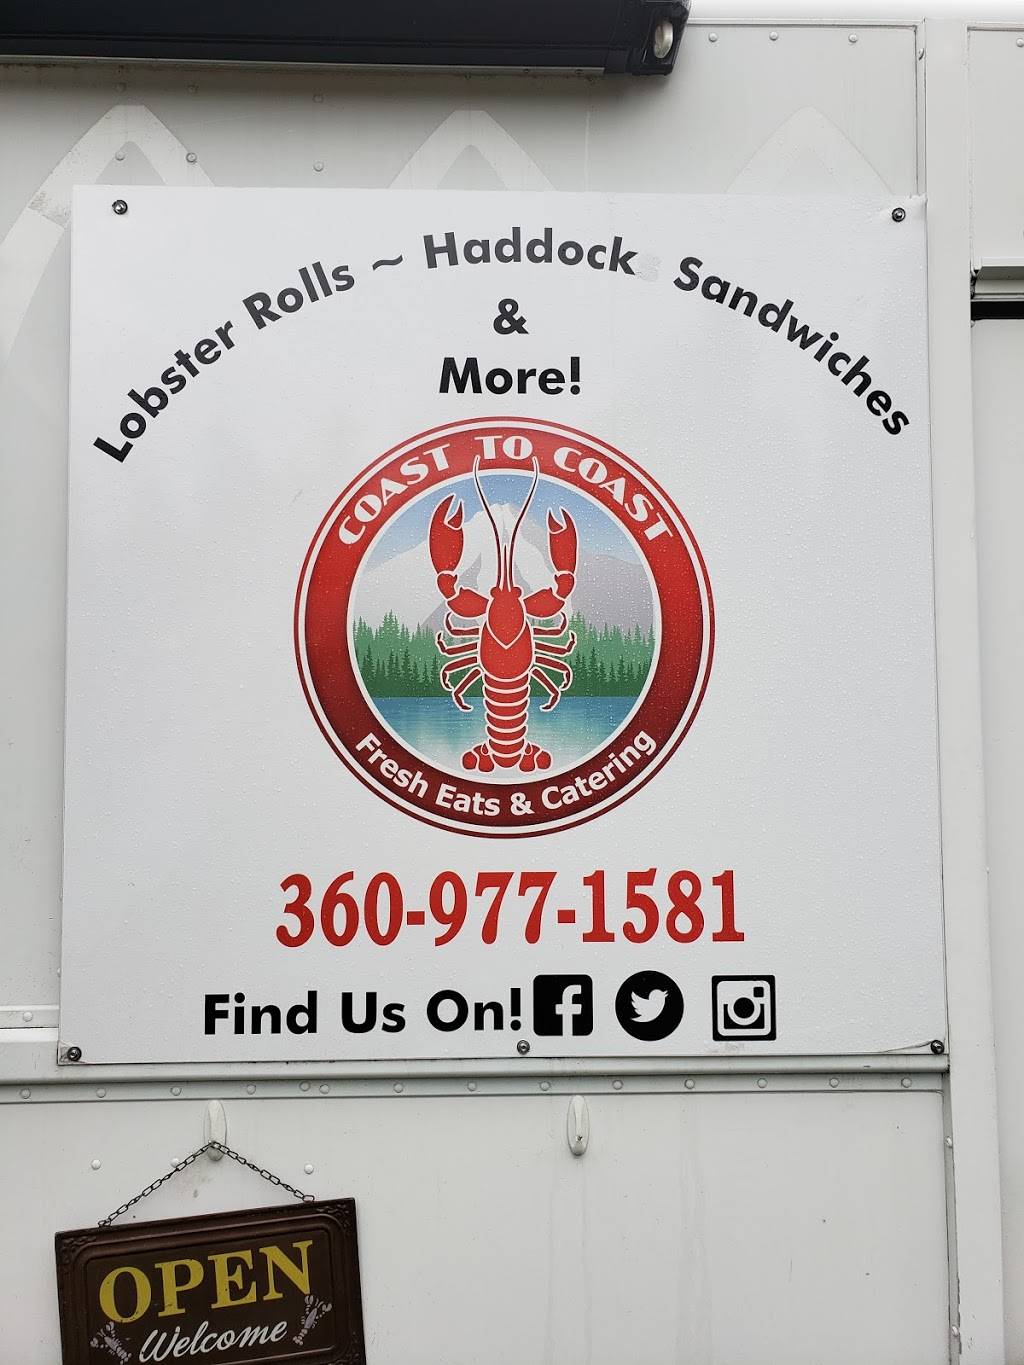 Lobster Rolls ~ Haddock Sandwiches
&
More!
COAST TO COAST
Fresh Eats & Catering
360-977-1581
Find Us On!
OPEN
Welcome